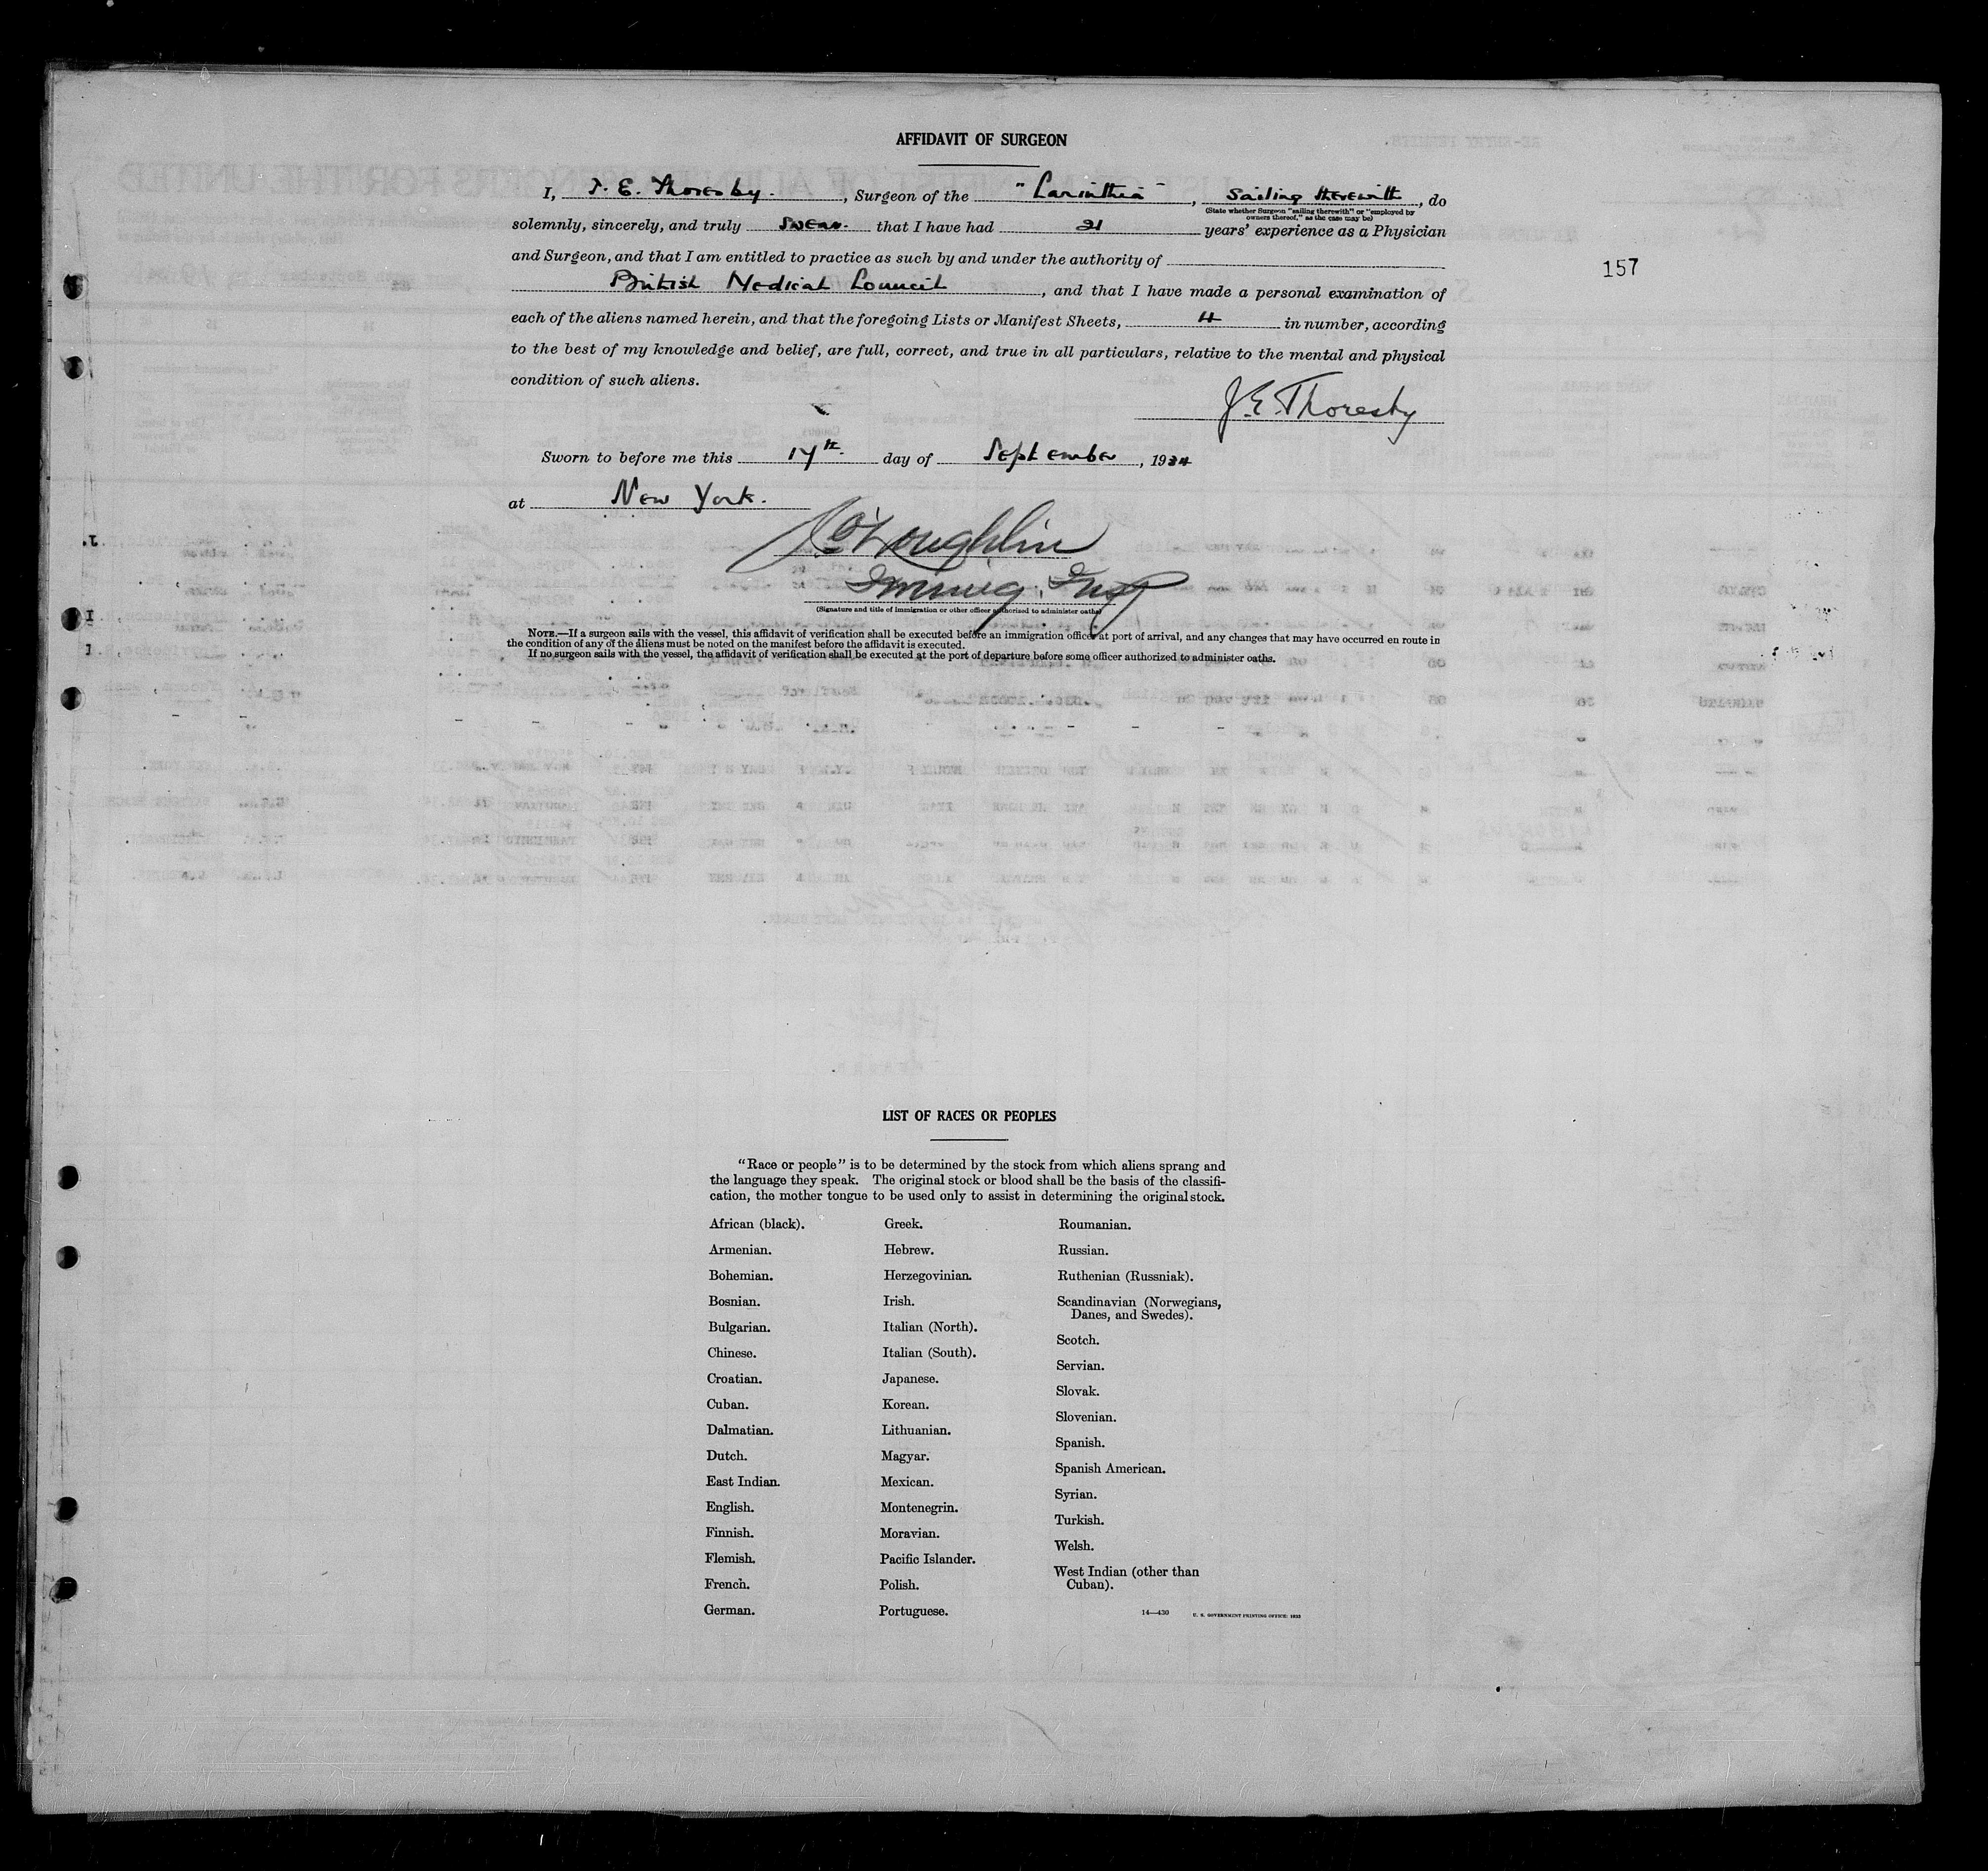 AFFIDAVIT OF SURGEON
I, J. E. Thoresby. , Surgeon of the "Carinthia" , Sailing therewith , do
(State whether Surgeon "sailing therewith" or "employed by
owners thereof," as the case may be)
solemnly, sincerely, and truly swear. that I have had 21 years' experience as a Physician
and Surgeon, and that I am entitled to practice as such by and under the authority of
157
British Medical Council , and that I have made a personal examination of
each of the aliens named herein, and that the foregoing Lists or Manifest Sheets, in number, according
to the best of my knowledge and belief, are full, correct, and true in all particulars, relative to the mental and physical
condition of such aliens.
J. E. Thoresby
Sworn to before me this 17th day of September , 1934
at New York.
O'Loughlin
Immig. Insp
(Signature and title of immigration or other officer authorized to administer oaths)
NOTE.—If a surgeon sails with the vessel, this affidavit of verification shall be executed before an immigration officer at port of arrival, and any changes that may have occurred en route in
the condition of any of the aliens must be noted on the manifest before the affidavit is executed.
If no surgeon sails with the vessel, the affidavit of verification shall be executed at the port of departure before some officer authorized to administer oaths.
LIST OF RACES OR PEOPLES
"Race or people" is to be determined by the stock from which aliens sprang and
the language they speak. The original stock or blood shall be the basis of the classifi-
cation, the mother tongue to be used only to assist in determining the original stock.
African (black).
Armenian.
Bohemian.
Bosnian.
Bulgarian.
Chinese.
Croatian.
Cuban.
Dalmatian.
Dutch.
East Indian.
English.
Finnish.
Flemish.
French.
German.
Greek.
Hebrew.
Herzegovinian.
Irish.
Italian (North).
Italian (South).
Japanese.
Korean.
Lithuanian.
Magyar.
Mexican.
Montenegrin.
Moravian.
Pacific Islander.
Polish.
Portuguese.
Roumanian.
Russian.
Ruthenian (Russniak).
Scandinavian (Norwegians,
Danes, and Swedes).
Scotch.
Servian.
Slovak.
Slovenian.
Spanish.
Spanish American.
Syrian.
Turkish.
Welsh.
West Indian (other than
Cuban).
14—430 U. S. GOVERNMENT PRINTING OFFICE: 1933